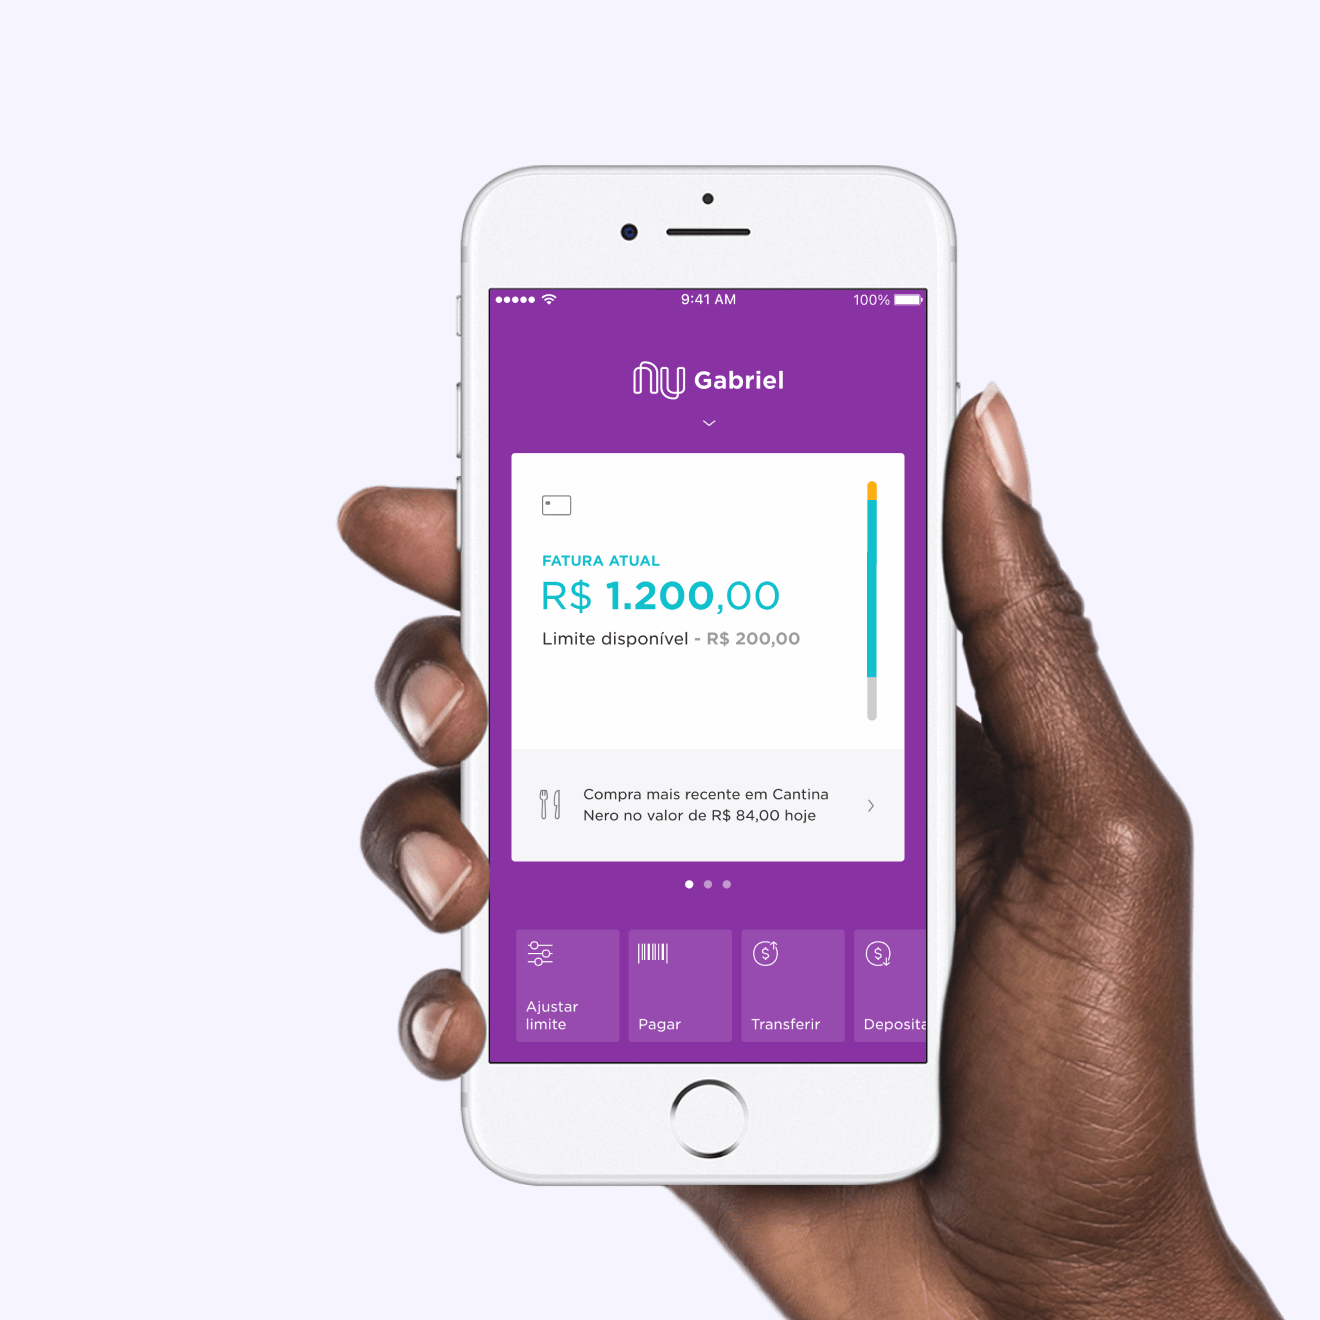 9:41 AM
100%
nu Gabriel
FATURA ATUAL
R$ 1.200,00
Limite disponível - R$ 200,00
Compra mais recente em Cantina
Nero no valor de R$ 84,00 hoje
Ajustar
limite
Pagar
Transferir
Deposita